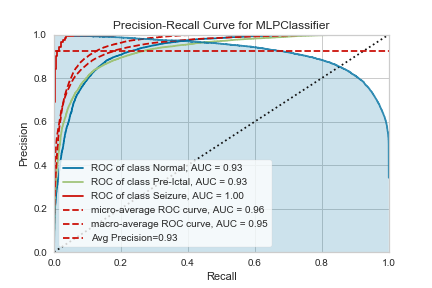 Precision-Recall Curve for MLPClassifier
1.0
0.8
0.6
0.4
0.2
0.0
Precision
ROC of class Normal, AUC = 0.93
ROC of class Pre-Ictal, AUC = 0.93
ROC of class Seizure, AUC = 1.00
micro-average ROC curve, AUC = 0.96
macro-average ROC curve, AUC = 0.95
Avg Precision=0.93
0.0 0.2 0.4 0.6 0.8 1.0
Recall